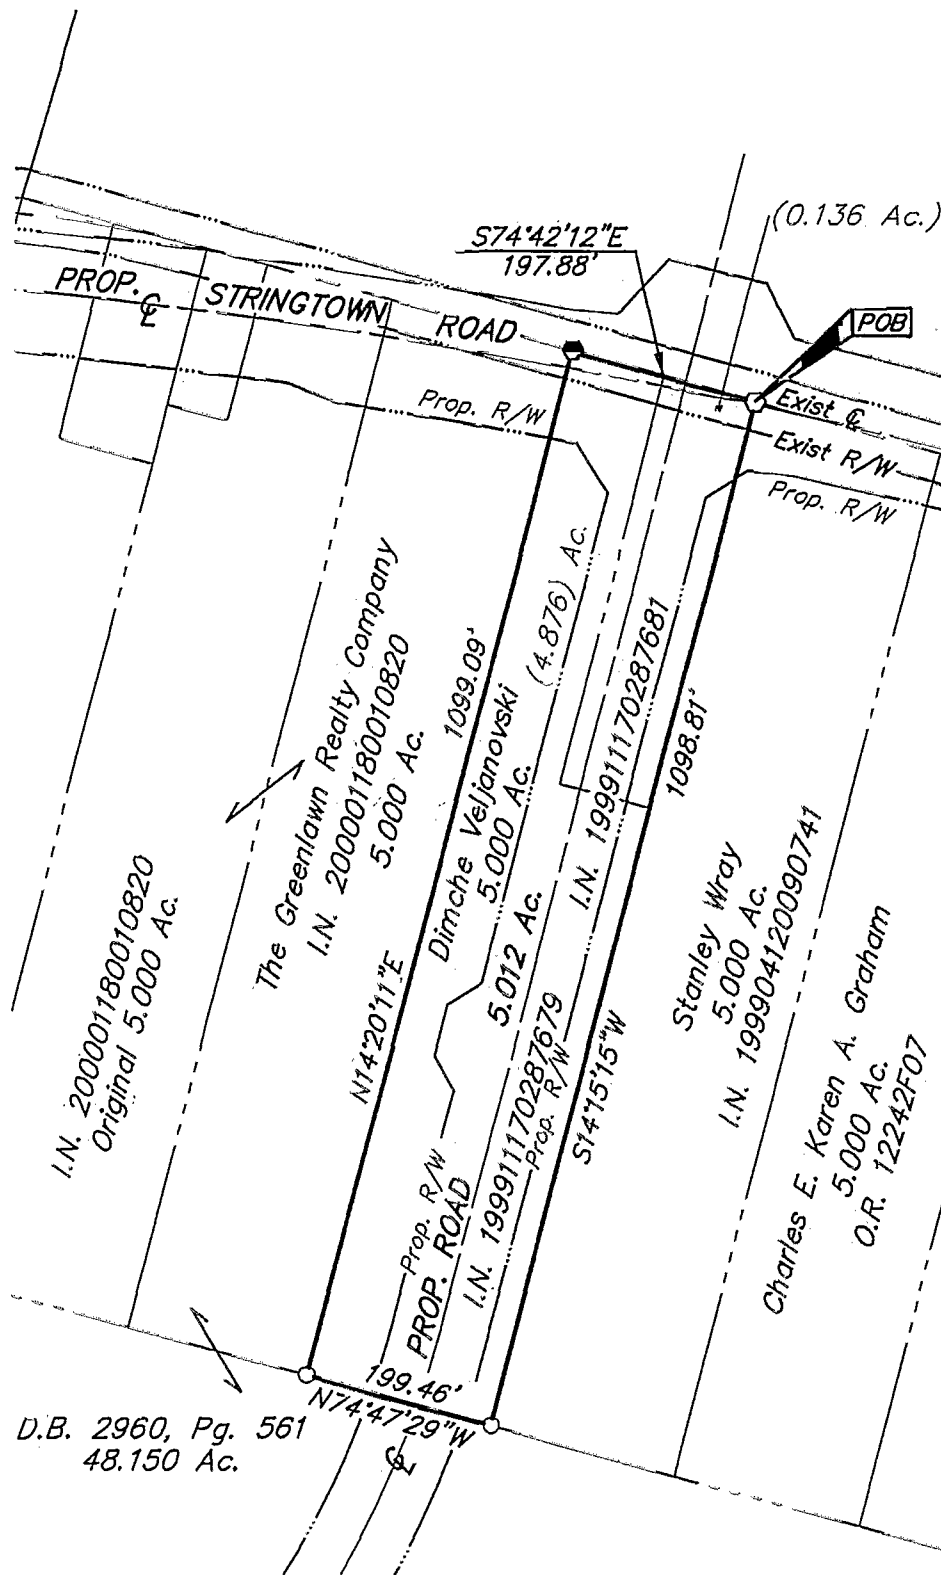 (0.136 Ac.)
S74°42'12"E
197.88'
PROP. ℄ STRINGTOWN ROAD
POB
Prop. R/W
Exist ℄
Exist R/W
Prop. R/W
The Greenlawn Realty Company
I.N. 200001180010820
5.000 Ac.
I.N. 200001180010820
Original 5.000 Ac.
1099.09'
N14°20'11"E
Dimche Veljanovski
5.000 Ac.
(4.876) Ac.
5.012 Ac.
I.N. 199911170287681
I.N. 199911170287679
Prop. R/W
Prop. R/W
PROP. ROAD
1098.81'
S14°15'15"W
Stanley Wray
5.000 Ac.
I.N. 199904120090741
Charles E. Karen A. Graham
5.000 Ac.
O.R. 12242F07
199.46'
N74°47'29"W
℄
D.B. 2960, Pg. 561
48.150 Ac.